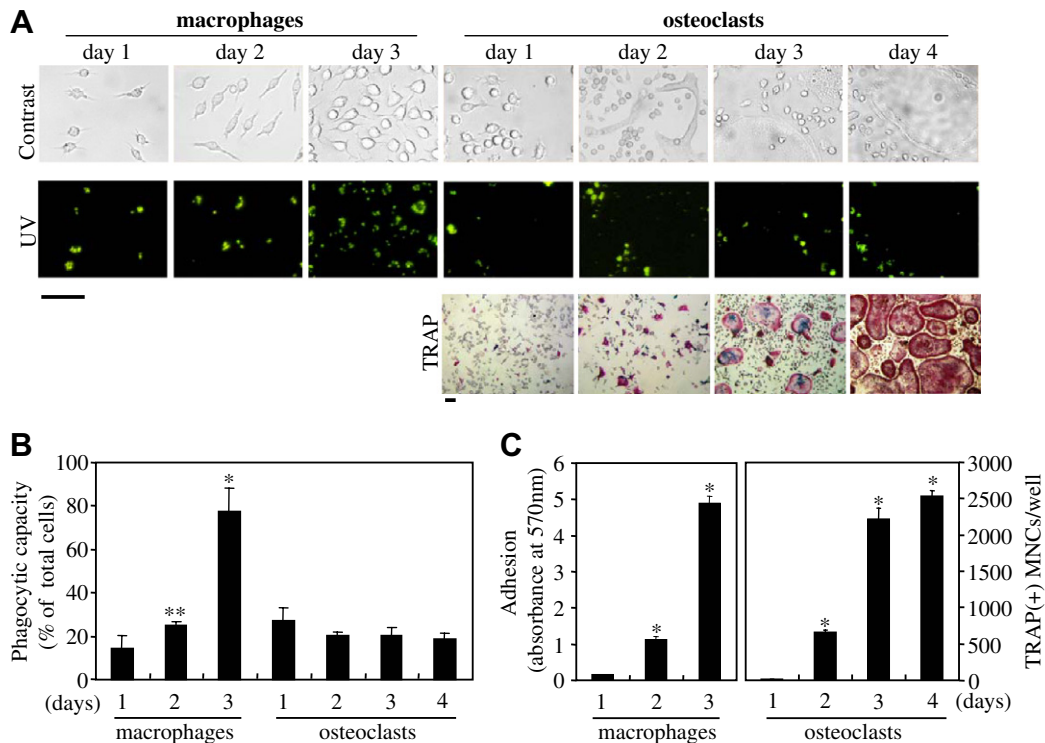 A
macrophages
osteoclasts
day 1
day 2
day 3
day 1
day 2
day 3
day 4
Contrast
UV
TRAP
B
Phagocytic capacity
(% of total cells)
100
80
60
40
20
0
*
**
(days)
1
2
3
1
2
3
4
macrophages
osteoclasts
C
Adhesion
(absorbance at 570nm)
6
5
4
3
2
1
0
*
*
*
*
*
3000
2500
2000
1500
1000
500
0
TRAP(+) MNCs/well
1
2
3
1
2
3
4
(days)
macrophages
osteoclasts